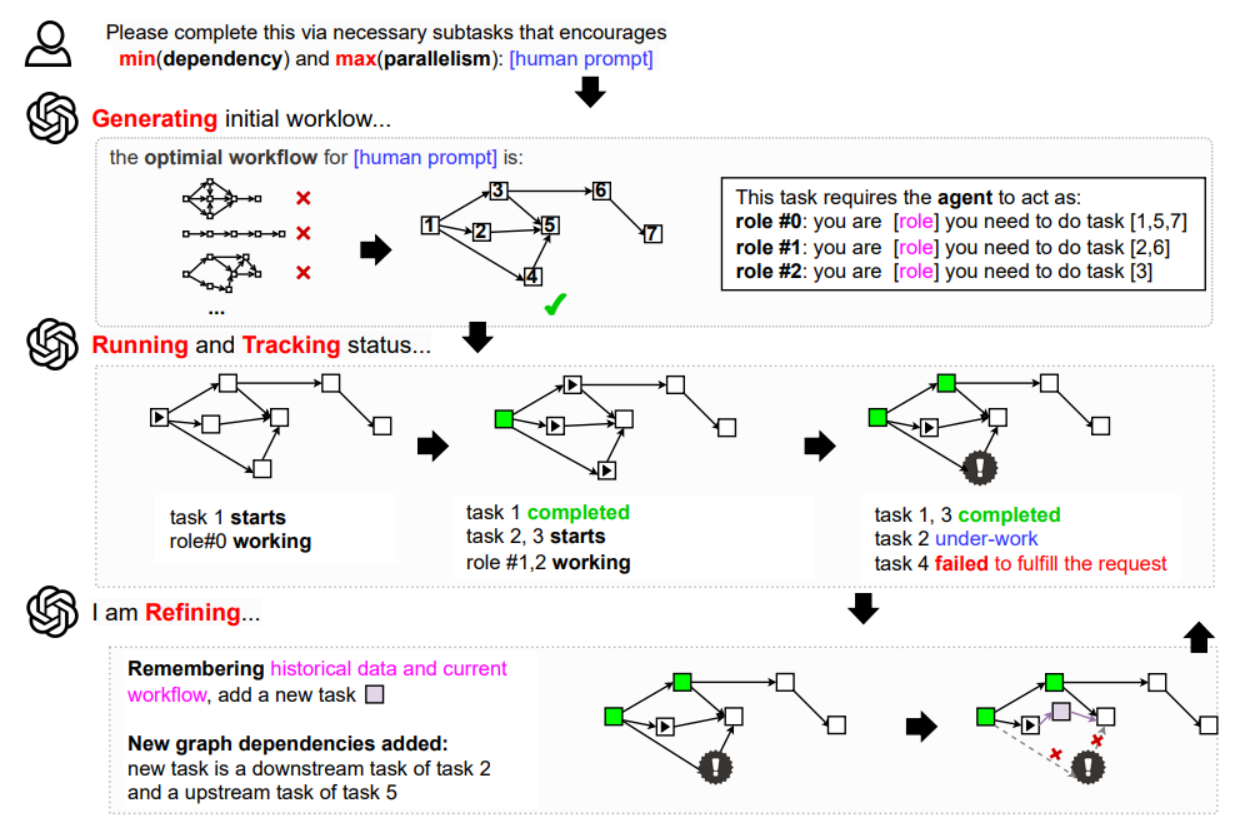 Please complete this via necessary subtasks that encourages
min(dependency) and max(parallelism): [human prompt]
Generating initial worklow...
the optimial workflow for [human prompt] is:
1
2
3
4
5
6
7
...
This task requires the agent to act as:
role #0: you are [role] you need to do task [1,5,7]
role #1: you are [role] you need to do task [2,6]
role #2: you are [role] you need to do task [3]
Running and Tracking status...
task 1 starts
role#0 working
task 1 completed
task 2, 3 starts
role #1,2 working
task 1, 3 completed
task 2 under-work
task 4 failed to fulfill the request
I am Refining...
Remembering historical data and current
workflow, add a new task
New graph dependencies added:
new task is a downstream task of task 2
and a upstream task of task 5